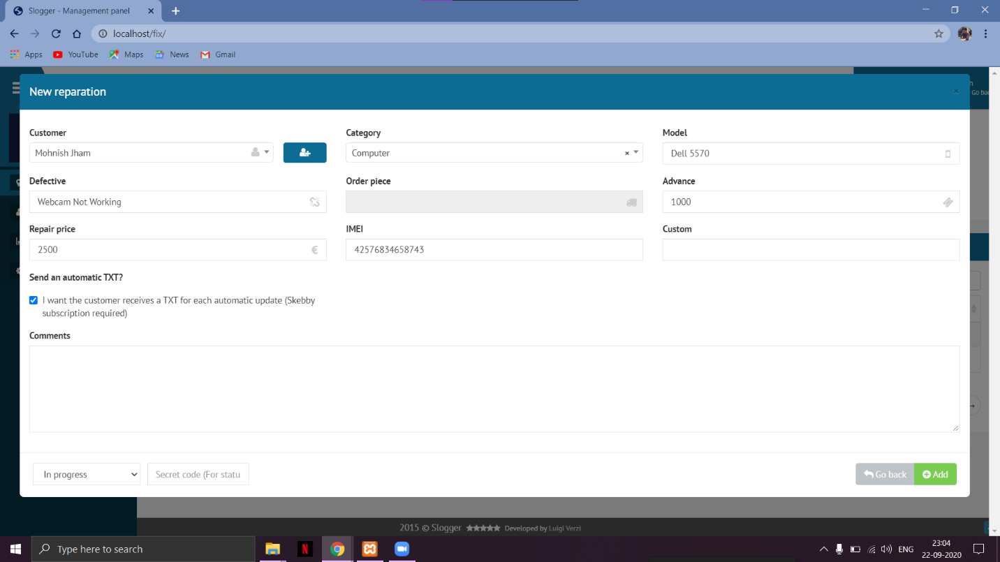 Slogger - Management panel
localhost/fix/
Apps YouTube Maps News Gmail
New reparation ×
Go bac
Customer Category Model
Mohnish Jham Computer × Dell 5570
Defective Order piece Advance
Webcam Not Working 1000
Repair price IMEI Custom
2500 € 42576834658743
Send an automatic TXT?
I want the customer receives a TXT for each automatic update (Skebby
subscription required)
Comments
In progress Secret code (For statu Go back Add
2015 © Slogger ★★★★★ Developed by Luigi Verzì
Type here to search N ENG 23:04
22-09-2020